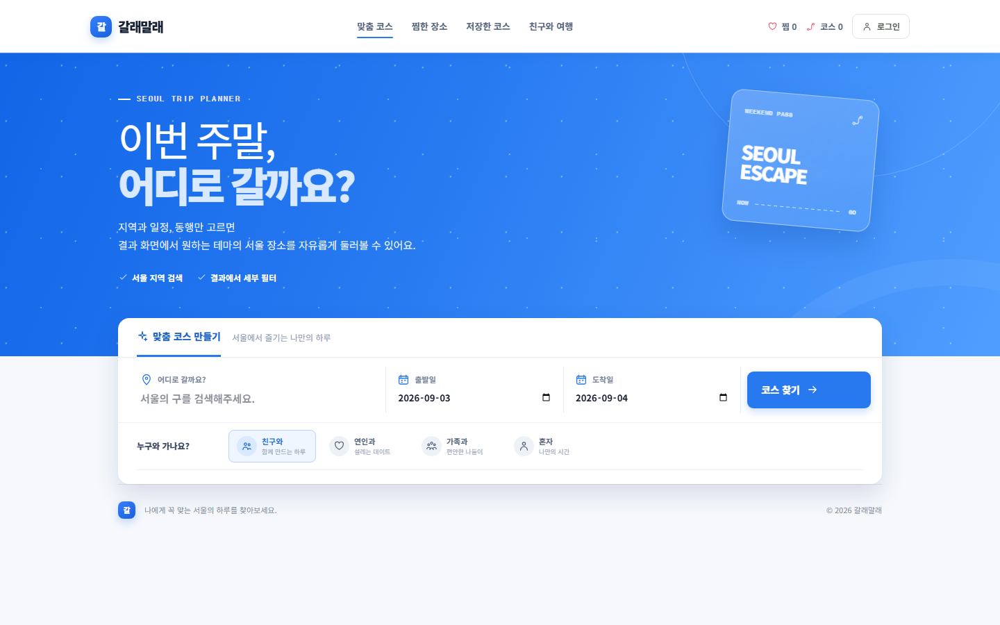 갈 갈래말래
맞춤 코스 찜한 장소 저장한 코스 친구와 여행
찜 0 코스 0 로그인
SEOUL TRIP PLANNER
이번 주말,
어디로 갈까요?
지역과 일정, 동행만 고르면
결과 화면에서 원하는 테마의 서울 장소를 자유롭게 둘러볼 수 있어요.
서울 지역 검색 결과에서 세부 필터
WEEKEND PASS
SEOUL
ESCAPE
NOW GO
맞춤 코스 만들기 서울에서 즐기는 나만의 하루
어디로 갈까요?
서울의 구를 검색해주세요.
출발일
2026-09-03
도착일
2026-09-04
코스 찾기
누구와 가나요?
친구와
함께 만드는 하루
연인과
설레는 데이트
가족과
편안한 나들이
혼자
나만의 시간
갈 나에게 꼭 맞는 서울의 하루를 찾아보세요.
© 2026 갈래말래